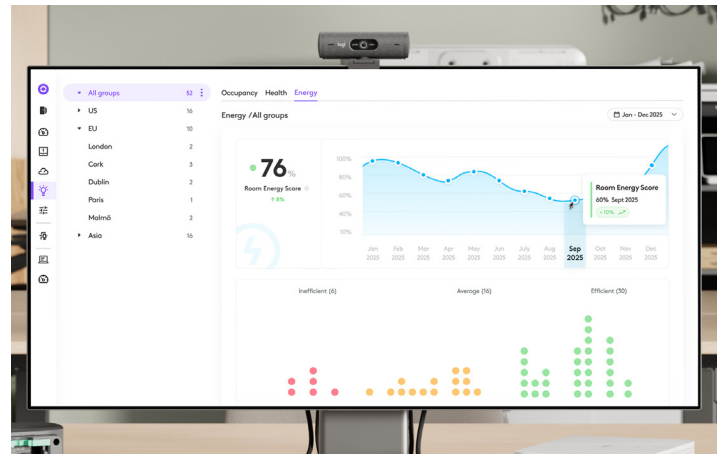 logi
All groups 52
US 16
EU 10
London 2
Cork 3
Dublin 2
Paris 1
Malmö 2
Asia 16
Occupancy Health Energy
Energy /All groups
Jan - Dec 2025
76%
Room Energy Score
↑ 8%
100%
80%
60%
40%
10%
Room Energy Score
60% Sept 2025
+ 10%
Jan 2025
Feb 2025
Mar 2025
Apr 2025
May 2025
Jun 2025
July 2025
Aug 2025
Sep 2025
Oct 2025
Nov 2025
Dec 2025
Inefficient (6)
Average (16)
Efficient (30)